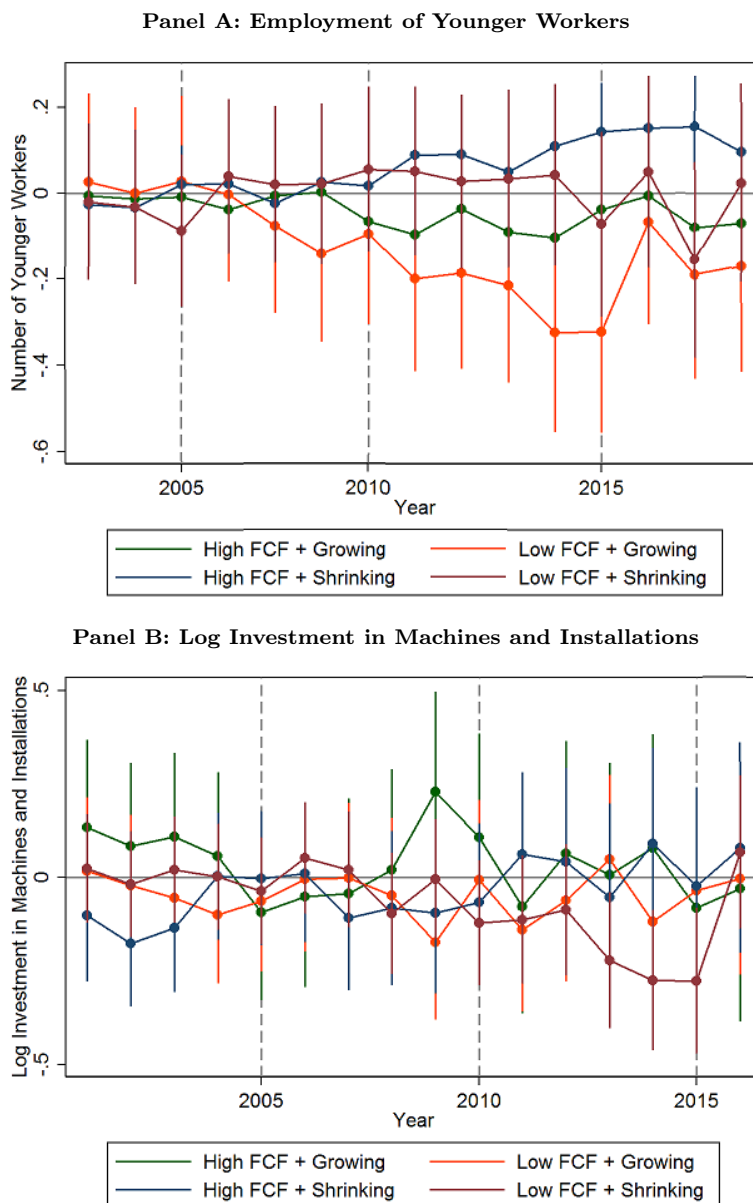 Panel A: Employment of Younger Workers
Number of Younger Workers
.2
0
-.2
-.4
-.6
2005 2010 2015
Year
High FCF + Growing Low FCF + Growing
High FCF + Shrinking Low FCF + Shrinking
Panel B: Log Investment in Machines and Installations
Log Investment in Machines and Installations
.5
0
-.5
2005 2010 2015
Year
High FCF + Growing Low FCF + Growing
High FCF + Shrinking Low FCF + Shrinking